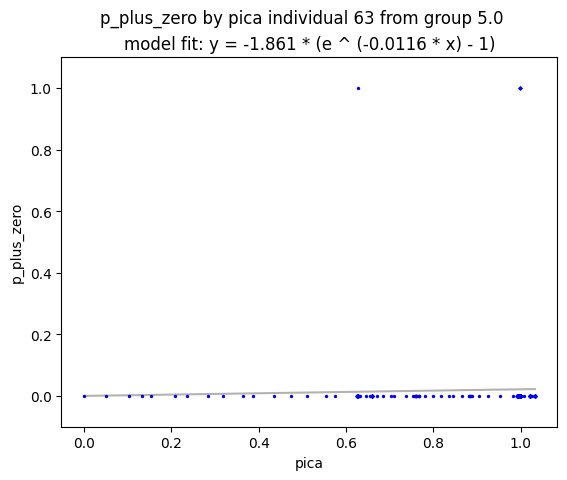 p_plus_zero by pica individual 63 from group 5.0
model fit: y = -1.861 * (e ^ (-0.0116 * x) - 1)
p_plus_zero
1.0
0.8
0.6
0.4
0.2
0.0
0.0 0.2 0.4 0.6 0.8 1.0
pica